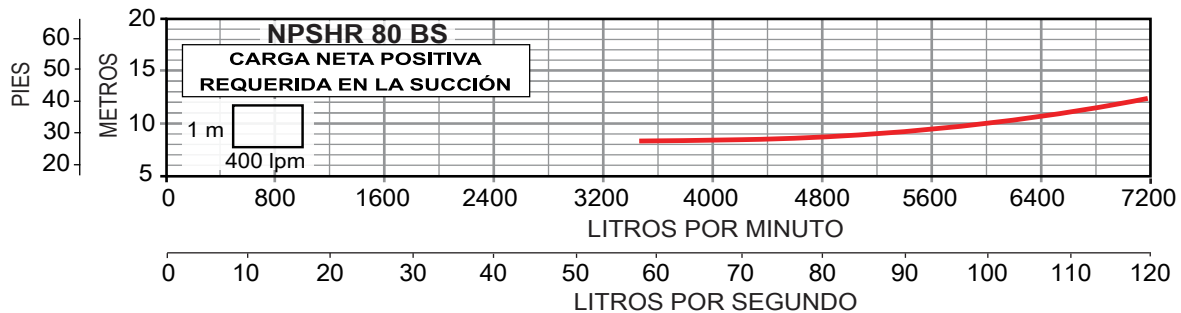 NPSHR 80 BS
CARGA NETA POSITIVA
REQUERIDA EN LA SUCCIÓN
1 m
400 lpm
PIES
60
50
40
30
20
METROS
20
15
10
5
0 800 1600 2400 3200 4000 4800 5600 6400 7200
LITROS POR MINUTO
0 10 20 30 40 50 60 70 80 90 100 110 120
LITROS POR SEGUNDO